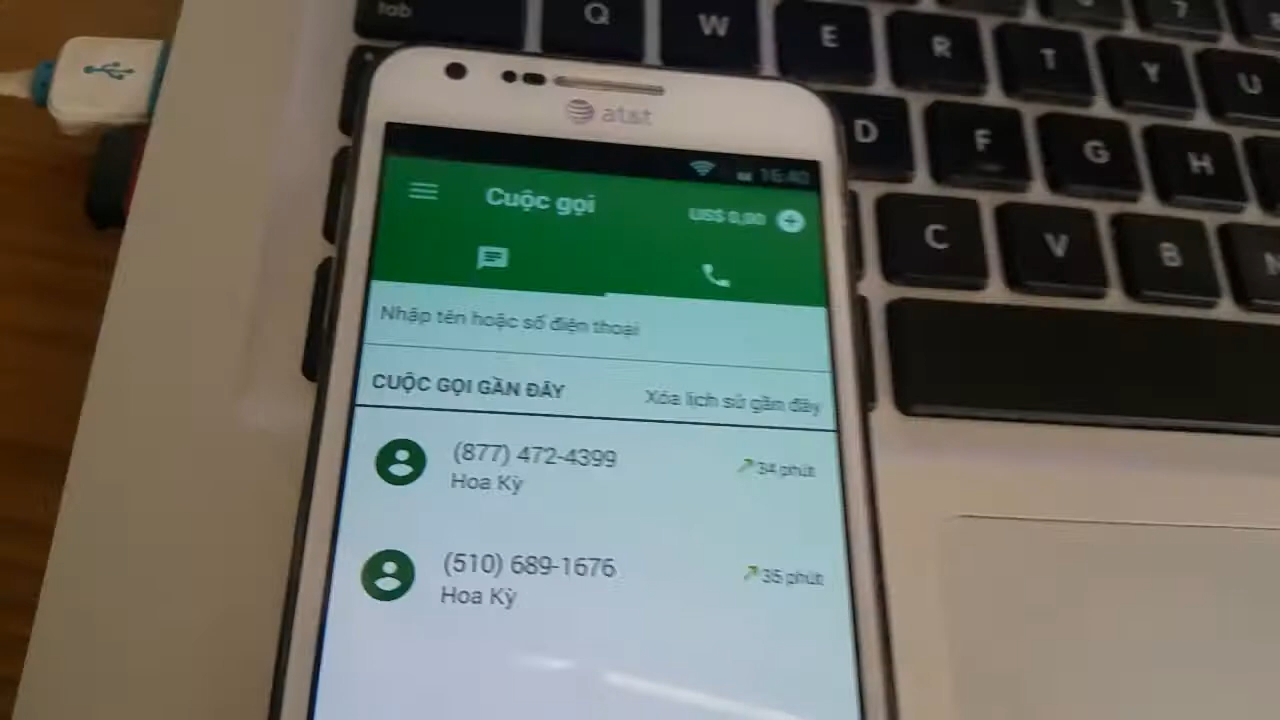 tab
Q W E R T Y U
D F G H
C V B N
at&t
16:40
Cuộc gọi
US$ 0,00
Nhập tên hoặc số điện thoại
CUỘC GỌI GẦN ĐÂY
Xóa lịch sử gần đây
(877) 472-4399
34 phút
Hoa Kỳ
(510) 689-1676
35 phút
Hoa Kỳ